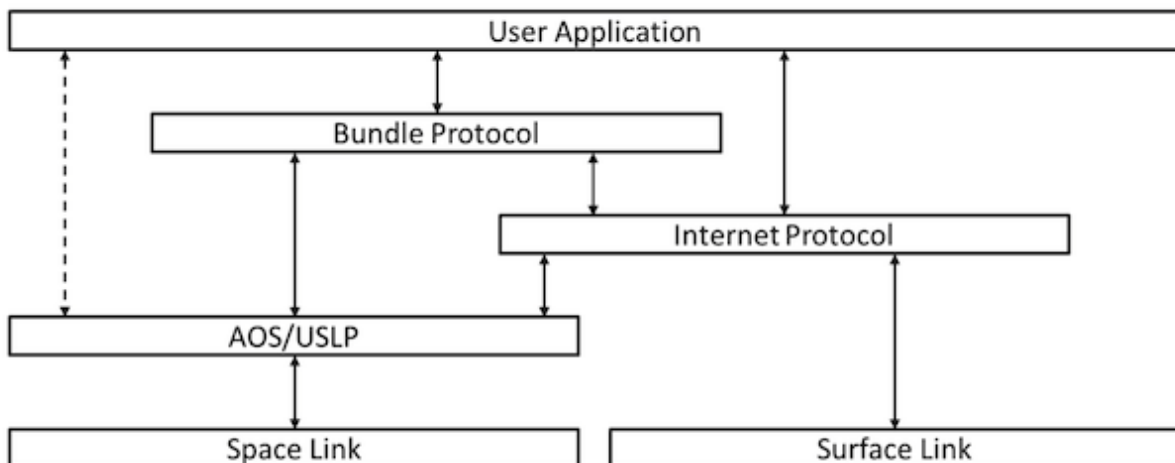 User Application
Bundle Protocol
Internet Protocol
AOS/USLP
Space Link
Surface Link